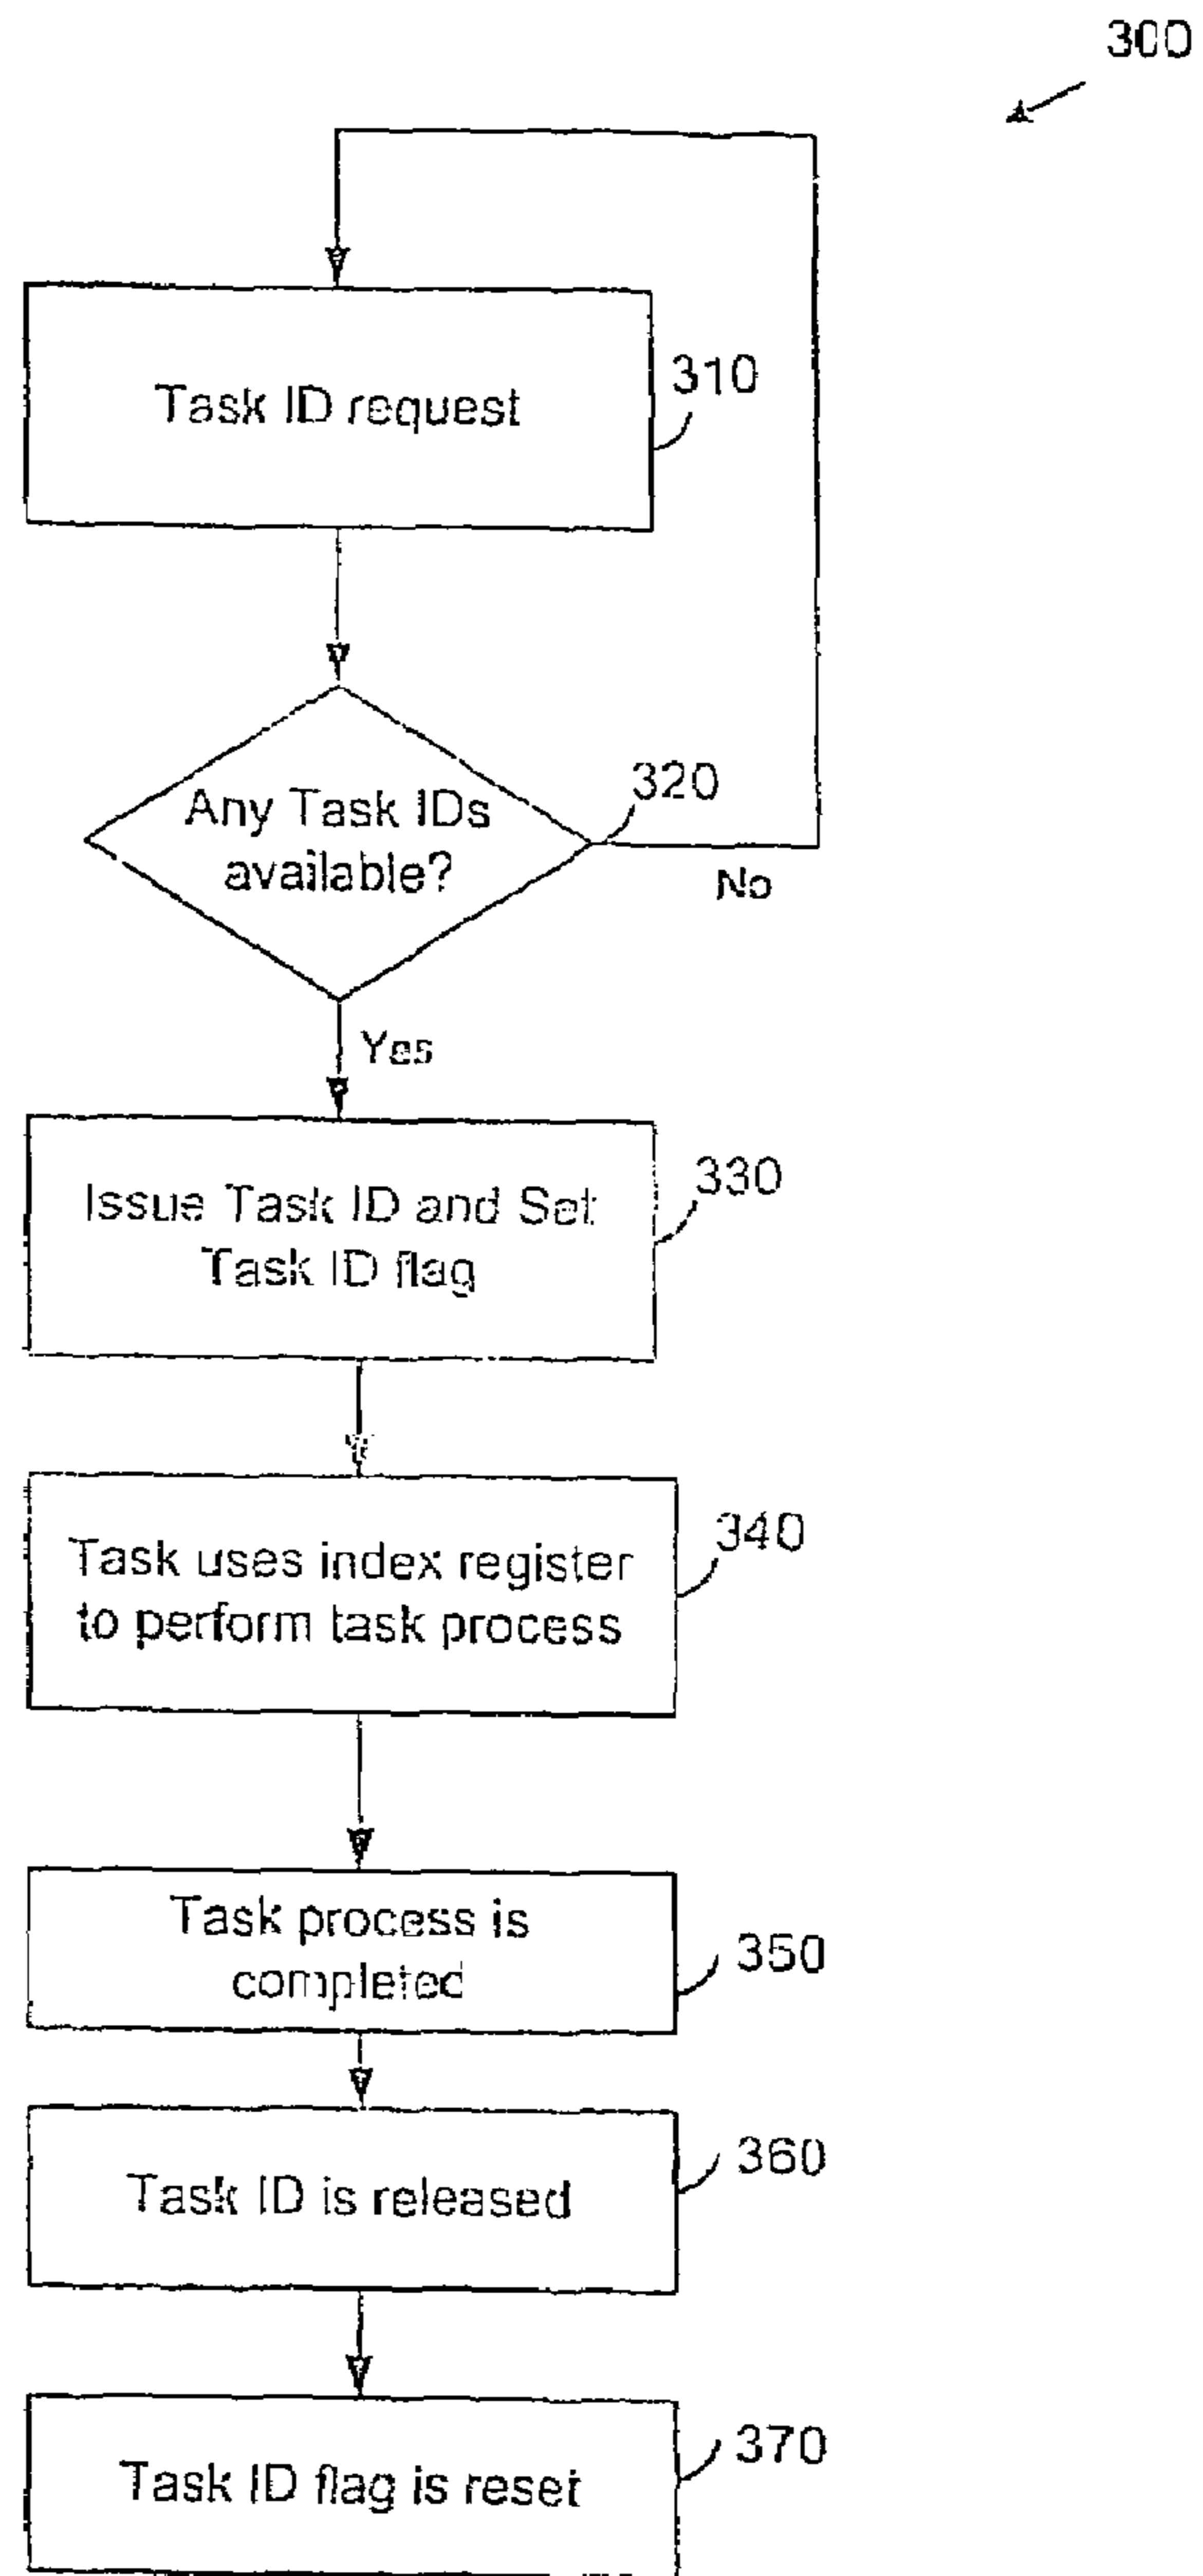 300
Task ID request
310
Any Task IDs
available?
320
No
Yes
Issue Task ID and Set
Task ID flag
330
Task uses index register
to perform task process
340
Task process is
completed
350
Task ID is released
360
Task ID flag is reset
370